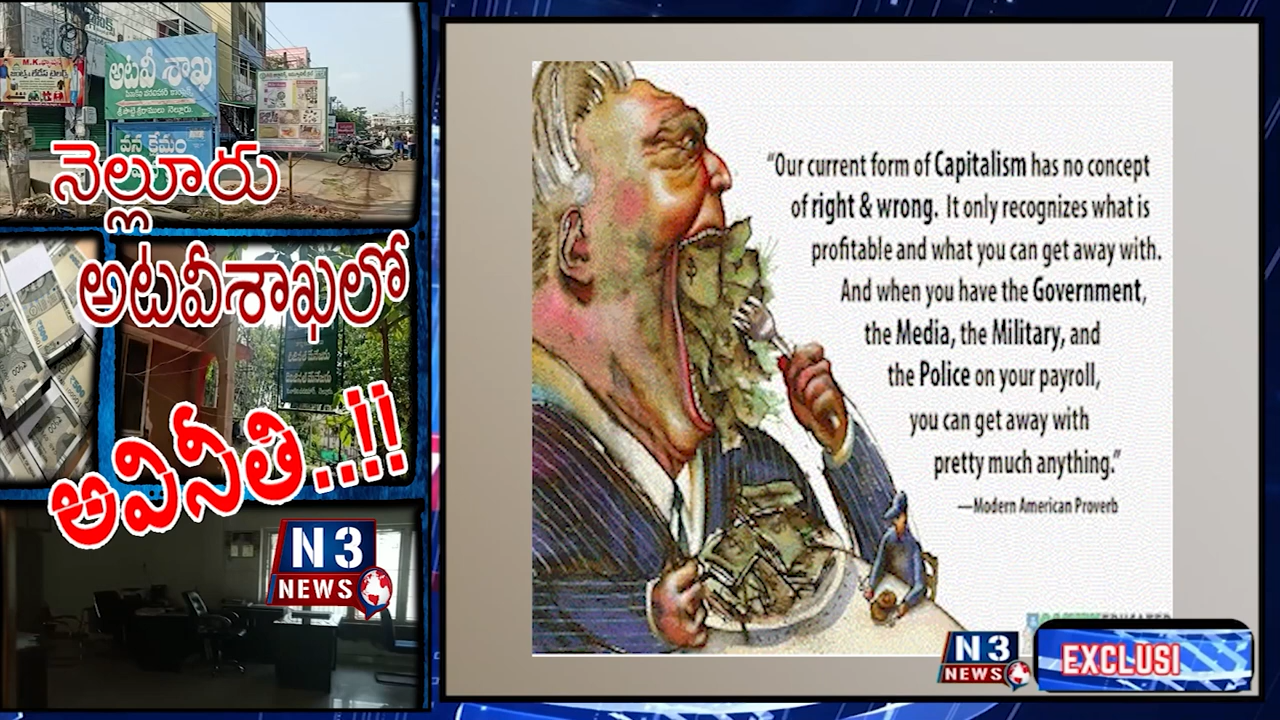 M.K.
అటవీ శాఖ
శ్రీ పొట్టి శ్రీరాములు నెల్లూరు
వన క్షేమం
నెల్లూరు
అటవీశాఖలో
అవినీతి..!!
N3
NEWS
“Our current form of Capitalism has no concept
of right & wrong. It only recognizes what is
profitable and what you can get away with.
And when you have the Government,
the Media, the Military, and
the Police on your payroll,
you can get away with
pretty much anything.”
—Modern American Proverb
N3
NEWS
EXCLUSI